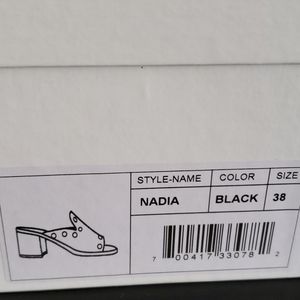 STYLE-NAME COLOR SIZE
NADIA BLACK 38
7 00417 33078 2